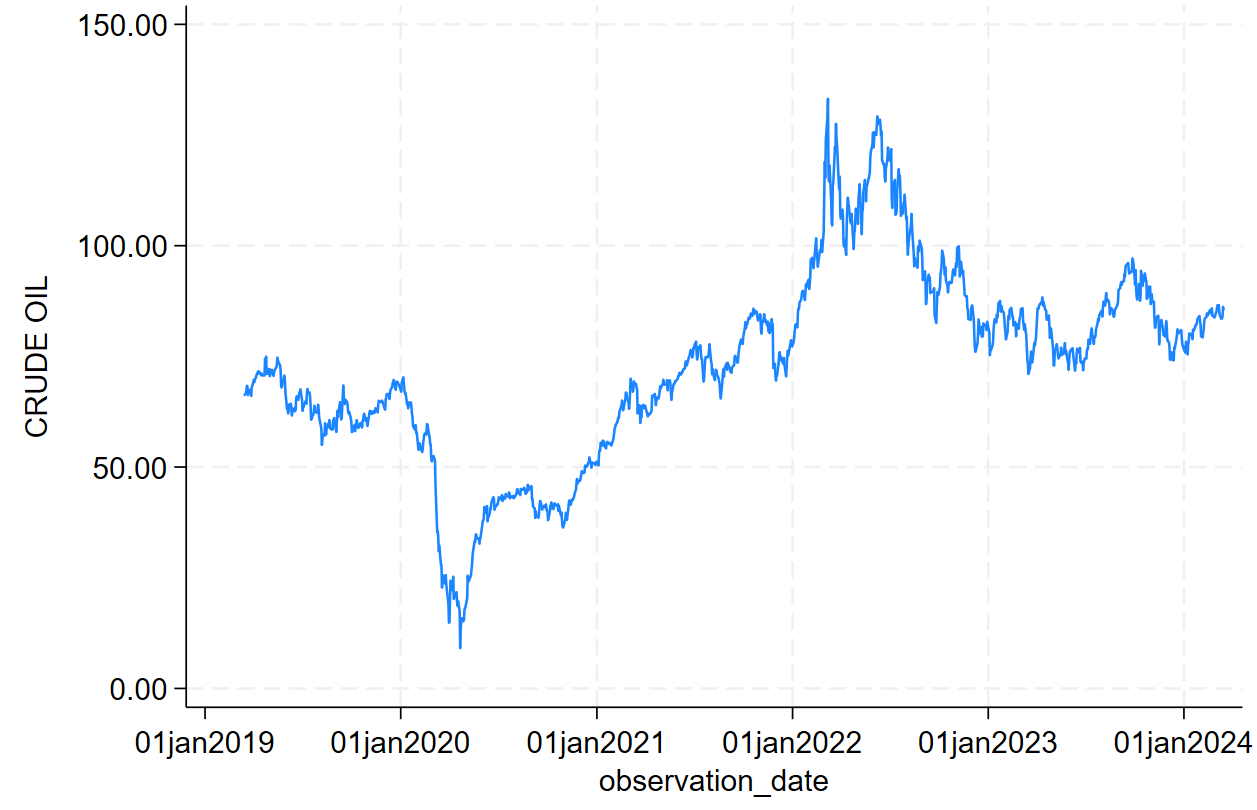 150.00
100.00
50.00
0.00
CRUDE OIL
01jan2019 01jan2020 01jan2021 01jan2022 01jan2023 01jan2024
observation_date